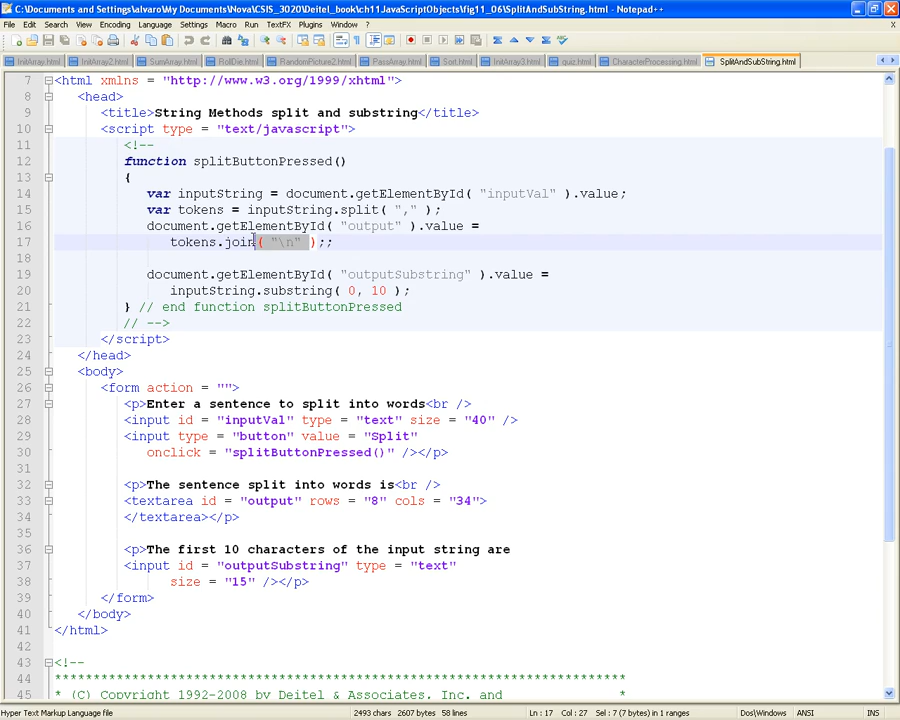 C:\Documents and Settings\alvaro\My Documents\Nova\CSIS_3020\Deitel_book\ch11JavaScriptObjects\fig11_06\SplitAndSubString.html - Notepad++
File Edit Search View Encoding Language Settings Macro Run TextFX Plugins Window ?
InitArray.html InitArray2.html SumArray.html RollDie.html RandomPicture2.html PassArray.html Sort.html InitArray3.html quiz.html CharacterProcessing.html SplitAndSubString.html
7 <html xmlns = "http://www.w3.org/1999/xhtml">
8 <head>
9 <title>String Methods split and substring</title>
10 <script type = "text/javascript">
11 <!--
12 function splitButtonPressed()
13 {
14 var inputString = document.getElementById( "inputVal" ).value;
15 var tokens = inputString.split( "," );
16 document.getElementById( "output" ).value =
17 tokens.join( "\n" );;
18
19 document.getElementById( "outputSubstring" ).value =
20 inputString.substring( 0, 10 );
21 } // end function splitButtonPressed
22 // -->
23 </script>
24 </head>
25 <body>
26 <form action = "">
27 <p>Enter a sentence to split into words<br />
28 <input id = "inputVal" type = "text" size = "40" />
29 <input type = "button" value = "Split"
30 onclick = "splitButtonPressed()" /></p>
31
32 <p>The sentence split into words is<br />
33 <textarea id = "output" rows = "8" cols = "34">
34 </textarea></p>
35
36 <p>The first 10 characters of the input string are
37 <input id = "outputSubstring" type = "text"
38 size = "15" /></p>
39 </form>
40 </body>
41 </html>
42
43 <!--
44 **************************************************************************
45 * (C) Copyright 1992-2008 by Deitel & Associates, Inc. and *
Hyper Text Markup Language file 2493 chars 2607 bytes 58 lines Ln : 17 Col : 27 Sel : 7 (7 bytes) in 1 ranges Dos\Windows ANSI INS